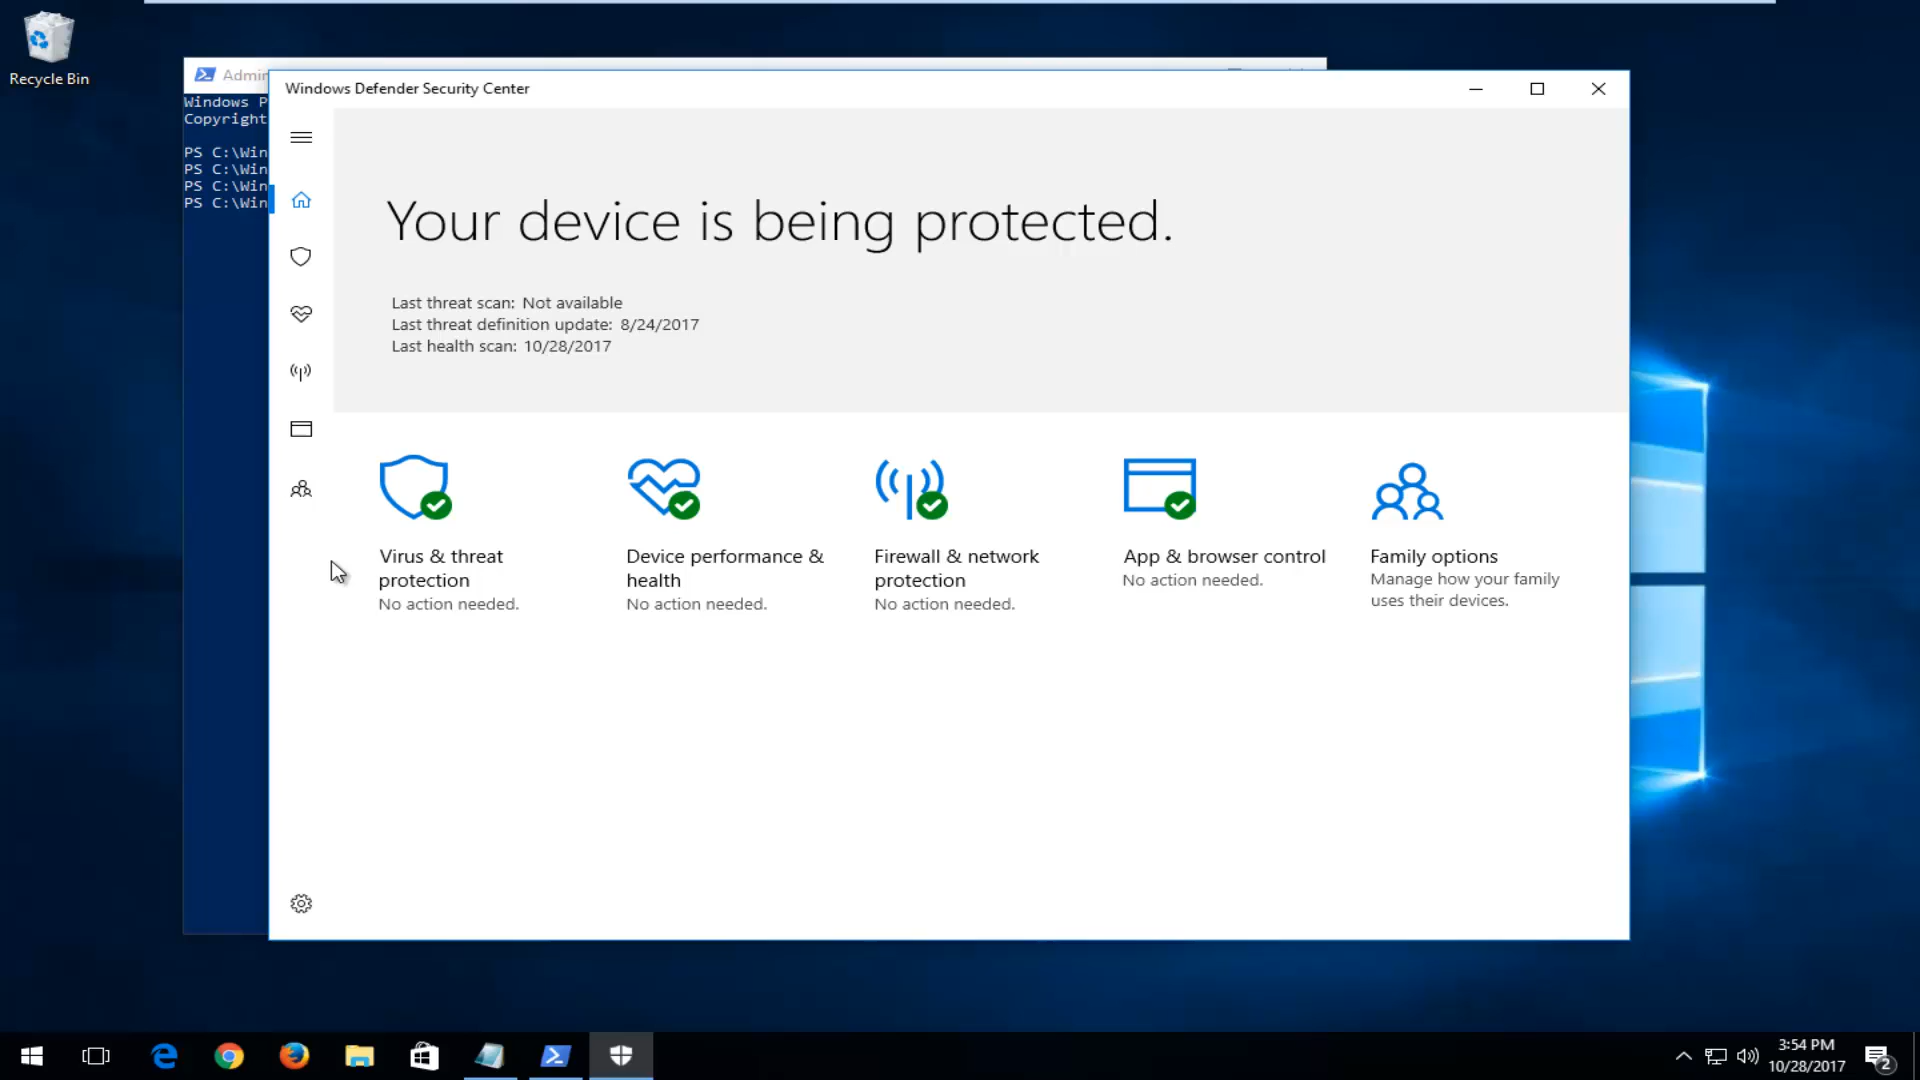 Recycle Bin
Admin
Windows P
Copyright
PS C:\Win
PS C:\Win
PS C:\Win
PS C:\Win
Windows Defender Security Center
Your device is being protected.
Last threat scan: Not available
Last threat definition update: 8/24/2017
Last health scan: 10/28/2017
Virus & threat
protection
No action needed.
Device performance &
health
No action needed.
Firewall & network
protection
No action needed.
App & browser control
No action needed.
Family options
Manage how your family
uses their devices.
3:54 PM
10/28/2017
2